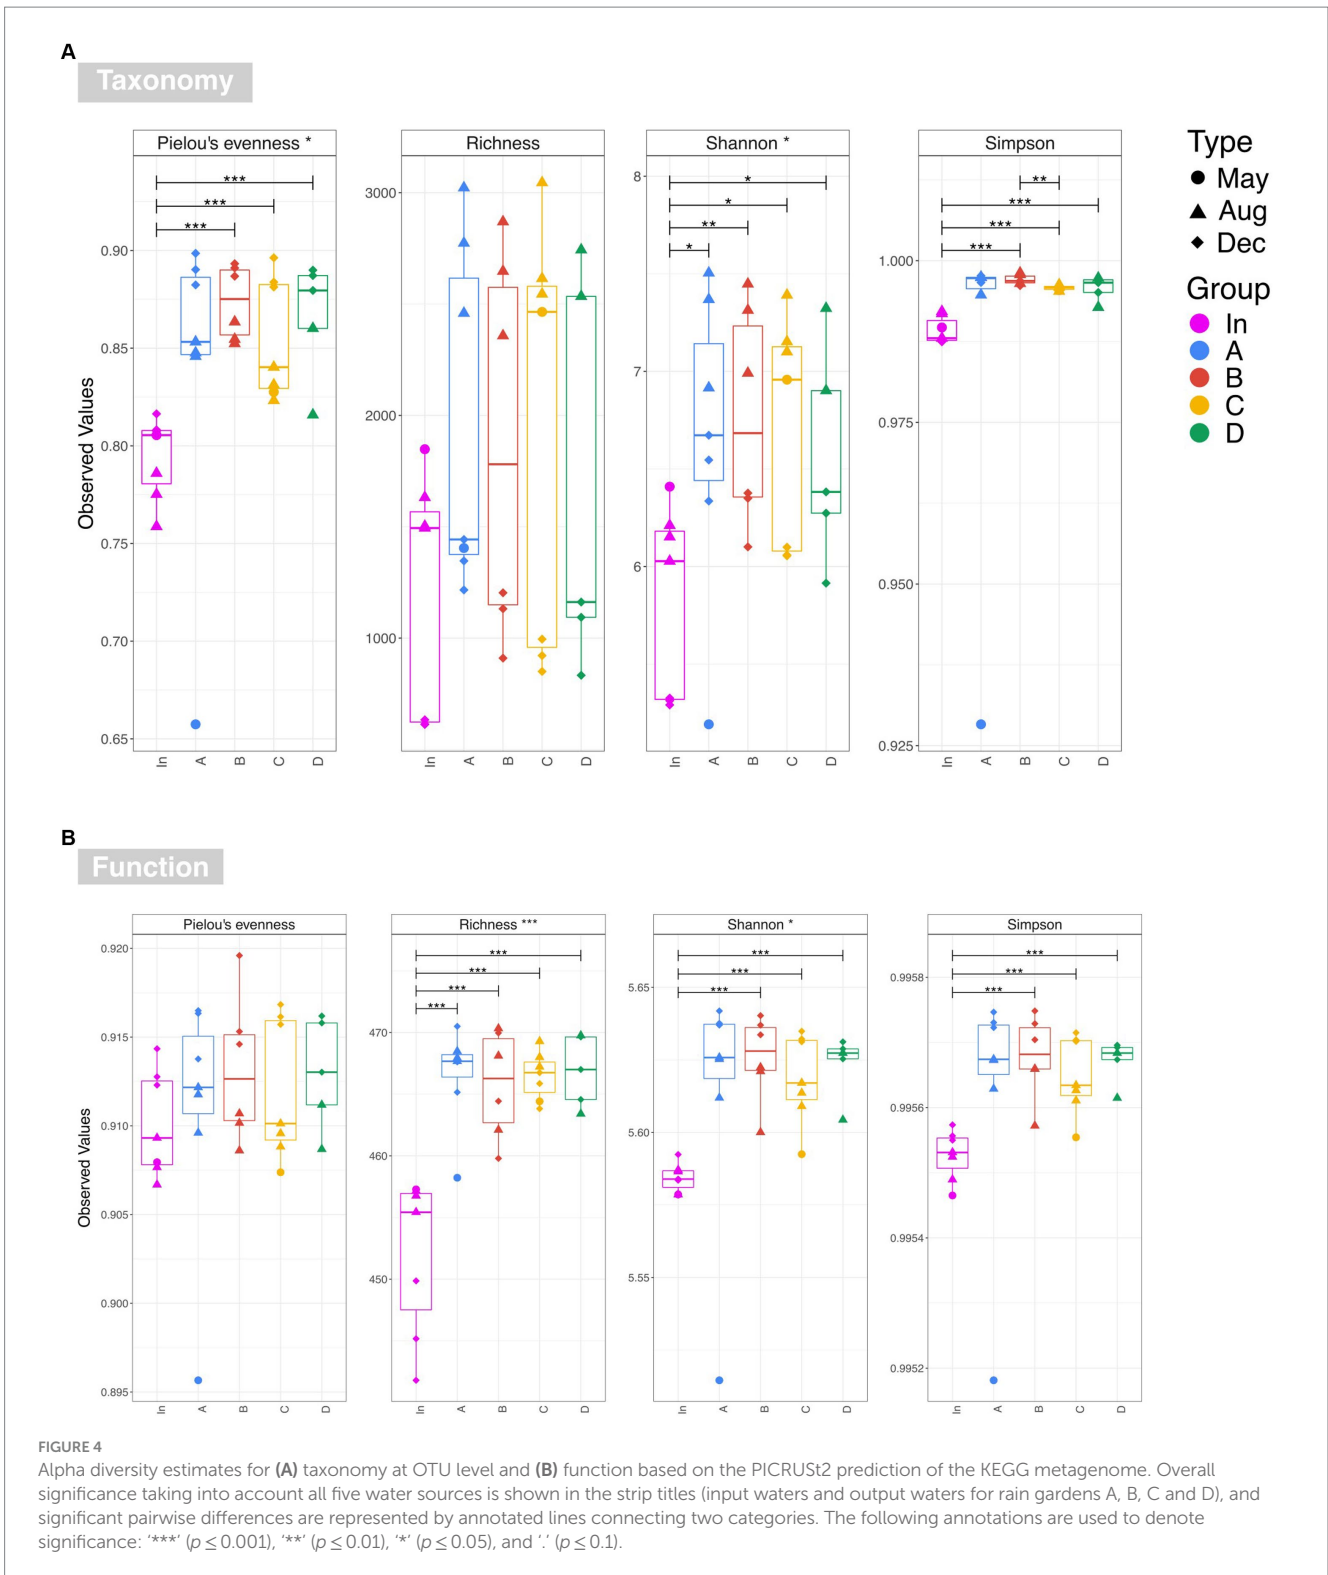 A
Taxonomy
Pielou's evenness *
Richness
Shannon *
Simpson
Observed Values
0.90
0.85
0.80
0.75
0.70
0.65
***
***
***
In
A
B
C
D
3000
2000
1000
In
A
B
C
D
8
7
6
*
*
**
*
In
A
B
C
D
1.000
0.975
0.950
0.925
**
***
***
***
In
A
B
C
D
Type
May
Aug
Dec
Group
In
A
B
C
D
B
Function
Pielou's evenness
Richness ***
Shannon *
Simpson
Observed Values
0.920
0.915
0.910
0.905
0.900
0.895
In
A
B
C
D
470
460
450
***
***
***
***
In
A
B
C
D
5.65
5.60
5.55
***
***
***
In
A
B
C
D
0.9958
0.9956
0.9954
0.9952
***
***
***
In
A
B
C
D
FIGURE 4
Alpha diversity estimates for (A) taxonomy at OTU level and (B) function based on the PICRUSt2 prediction of the KEGG metagenome. Overall
significance taking into account all five water sources is shown in the strip titles (input waters and output waters for rain gardens A, B, C and D), and
significant pairwise differences are represented by annotated lines connecting two categories. The following annotations are used to denote
significance: ‘***’ (p ≤ 0.001), ‘**’ (p ≤ 0.01), ‘*’ (p ≤ 0.05), and ‘.’ (p ≤ 0.1).